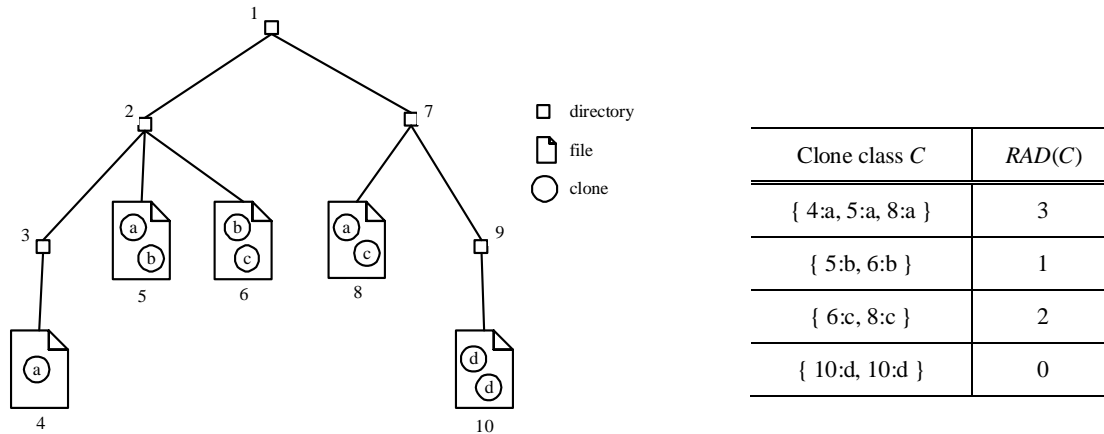 1
2
7
directory
file
clone
3
a
b
b
c
a
c
9
5
6
8
a
d
d
4
10
Clone class C RAD(C)
{ 4:a, 5:a, 8:a } 3
{ 5:b, 6:b } 1
{ 6:c, 8:c } 2
{ 10:d, 10:d } 0